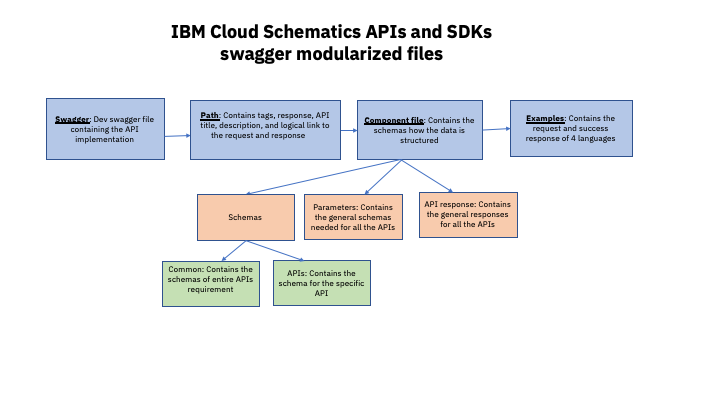 IBM Cloud Schematics APIs and SDKs
swagger modularized files
Swagger: Dev swagger file
containing the API
implementation
Path: Contains tags, response, API
title, description, and logical link to
the request and response
Component file: Contains the
schemas how the data is
structured
Examples: Contains the
request and success
response of 4 languages
Schemas
Parameters: Contains
the general schemas
needed for all the APIs
API response: Contains
the general responses
for all the APIs
Common: Contains the
schemas of entire APIs
requirement
APIs: Contains the
schema for the specific
API